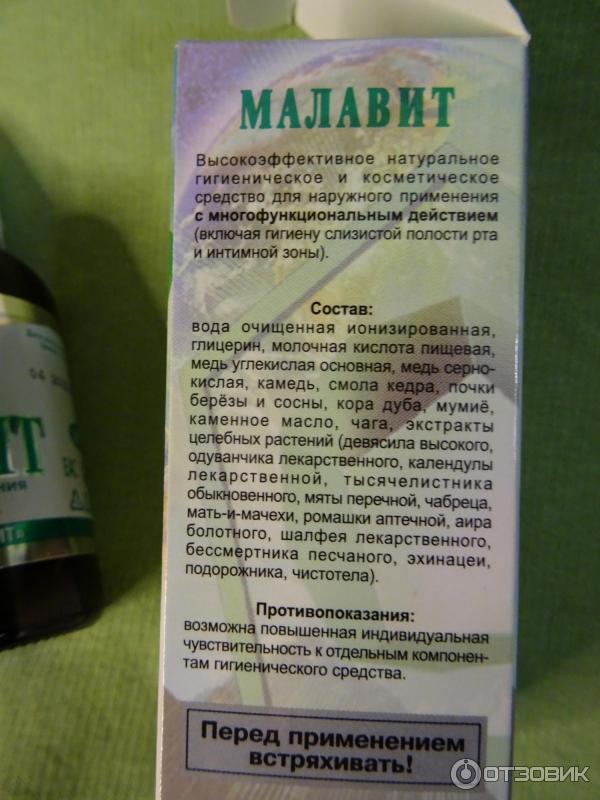 МАЛАВИТ
Высокоэффективное натуральное
гигиеническое и косметическое
средство для наружного применения
с многофункциональным действием
(включая гигиену слизистой полости рта
и интимной зоны).
Состав:
вода очищенная ионизированная,
глицерин, молочная кислота пищевая,
медь углекислая основная, медь серно-
кислая, камедь, смола кедра, почки
берёзы и сосны, кора дуба, мумиё,
каменное масло, чага, экстракты
целебных растений (девясила высокого,
одуванчика лекарственного, календулы
лекарственной, тысячелистника
обыкновенного, мяты перечной, чабреца,
мать-и-мачехи, ромашки аптечной, аира
болотного, шалфея лекарственного,
бессмертника песчаного, эхинацеи,
подорожника, чистотела).
Противопоказания:
возможна повышенная индивидуальная
чувствительность к отдельным компонен-
там гигиенического средства.
Перед применением
встряхивать!
ОТЗОВИК